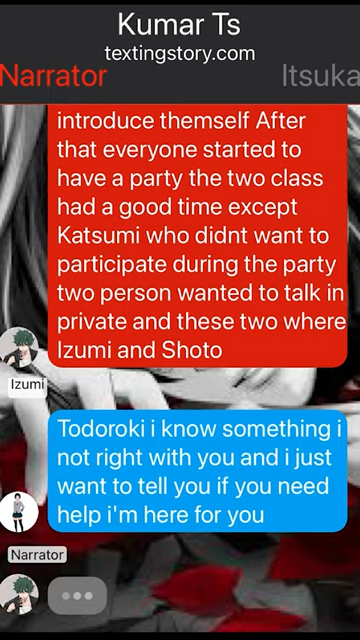 Kumar Ts
textingstory.com
Narrator
Itsuka
introduce themself After
that everyone started to
have a party the two class
had a good time except
Katsumi who didnt want to
participate during the party
two person wanted to talk in
private and these two where
Izumi and Shoto
Izumi
Todoroki i know something i
not right with you and i just
want to tell you if you need
help i'm here for you
Narrator